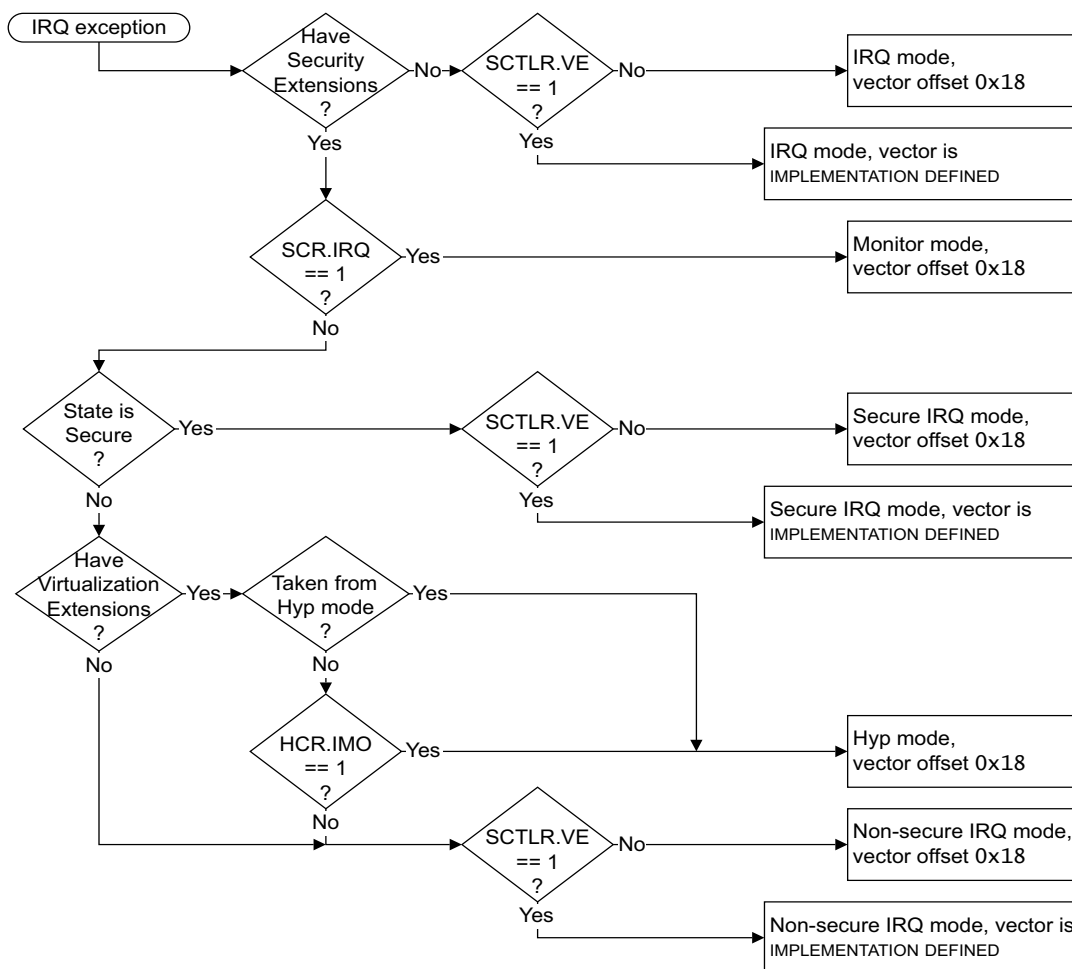 IRQ exception
Have
Security
Extensions
?
No
SCTLR.VE
== 1
?
No
IRQ mode,
vector offset 0x18
Yes
Yes
IRQ mode, vector is
IMPLEMENTATION DEFINED
SCR.IRQ
== 1
?
Yes
Monitor mode,
vector offset 0x18
No
State is
Secure
?
Yes
SCTLR.VE
== 1
?
No
Secure IRQ mode,
vector offset 0x18
No
Yes
Secure IRQ mode, vector is
IMPLEMENTATION DEFINED
Have
Virtualization
Extensions
?
Yes
Taken from
Hyp mode
?
Yes
No
No
HCR.IMO
== 1
?
Yes
Hyp mode,
vector offset 0x18
No
SCTLR.VE
== 1
?
No
Non-secure IRQ mode,
vector offset 0x18
Yes
Non-secure IRQ mode, vector is
IMPLEMENTATION DEFINED